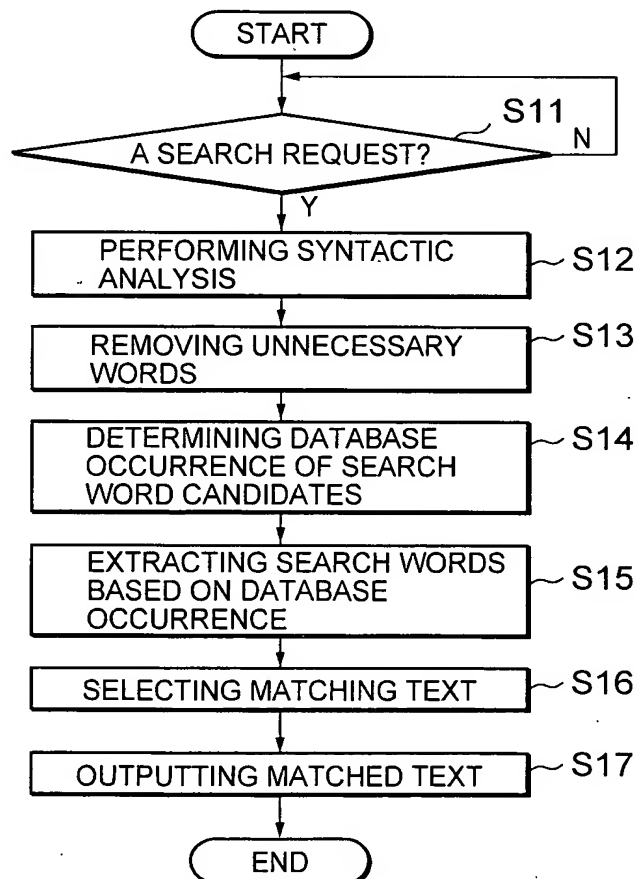 START
S11
A SEARCH REQUEST?
N
Y
PERFORMING SYNTACTIC
ANALYSIS
S12
REMOVING UNNECESSARY
WORDS
S13
DETERMINING DATABASE
OCCURRENCE OF SEARCH
WORD CANDIDATES
S14
EXTRACTING SEARCH WORDS
BASED ON DATABASE
OCCURRENCE
S15
SELECTING MATCHING TEXT
S16
OUTPUTTING MATCHED TEXT
S17
END